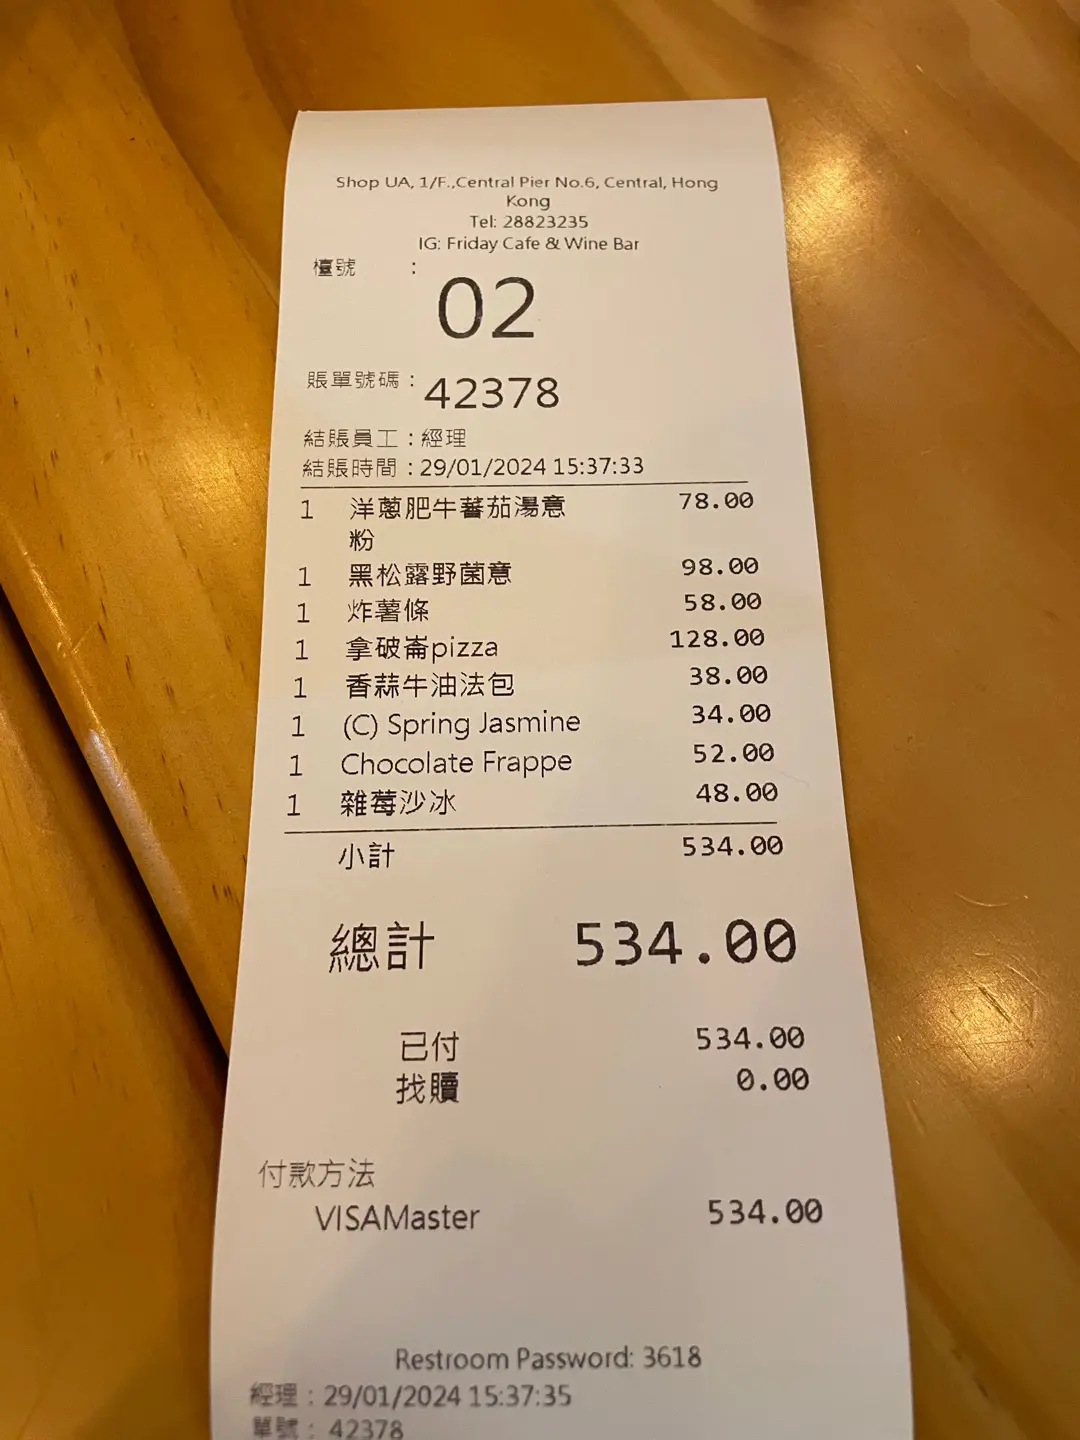 Shop UA, 1/F.,Central Pier No.6, Central, Hong
Kong
Tel: 28823235
IG: Friday Cafe & Wine Bar
檯號 :
02
賬單號碼 : 42378
結賬員工 : 經理
結賬時間 : 29/01/2024 15:37:33
1 洋蔥肥牛蕃茄湯意 78.00
粉
1 黑松露野菌意 98.00
1 炸薯條 58.00
1 拿破崙pizza 128.00
1 香蒜牛油法包 38.00
1 (C) Spring Jasmine 34.00
1 Chocolate Frappe 52.00
1 雜莓沙冰 48.00
小計 534.00
總計 534.00
已付 534.00
找贖 0.00
付款方法
VISAMaster 534.00
Restroom Password: 3618
經理 : 29/01/2024 15:37:35
單號 : 42378